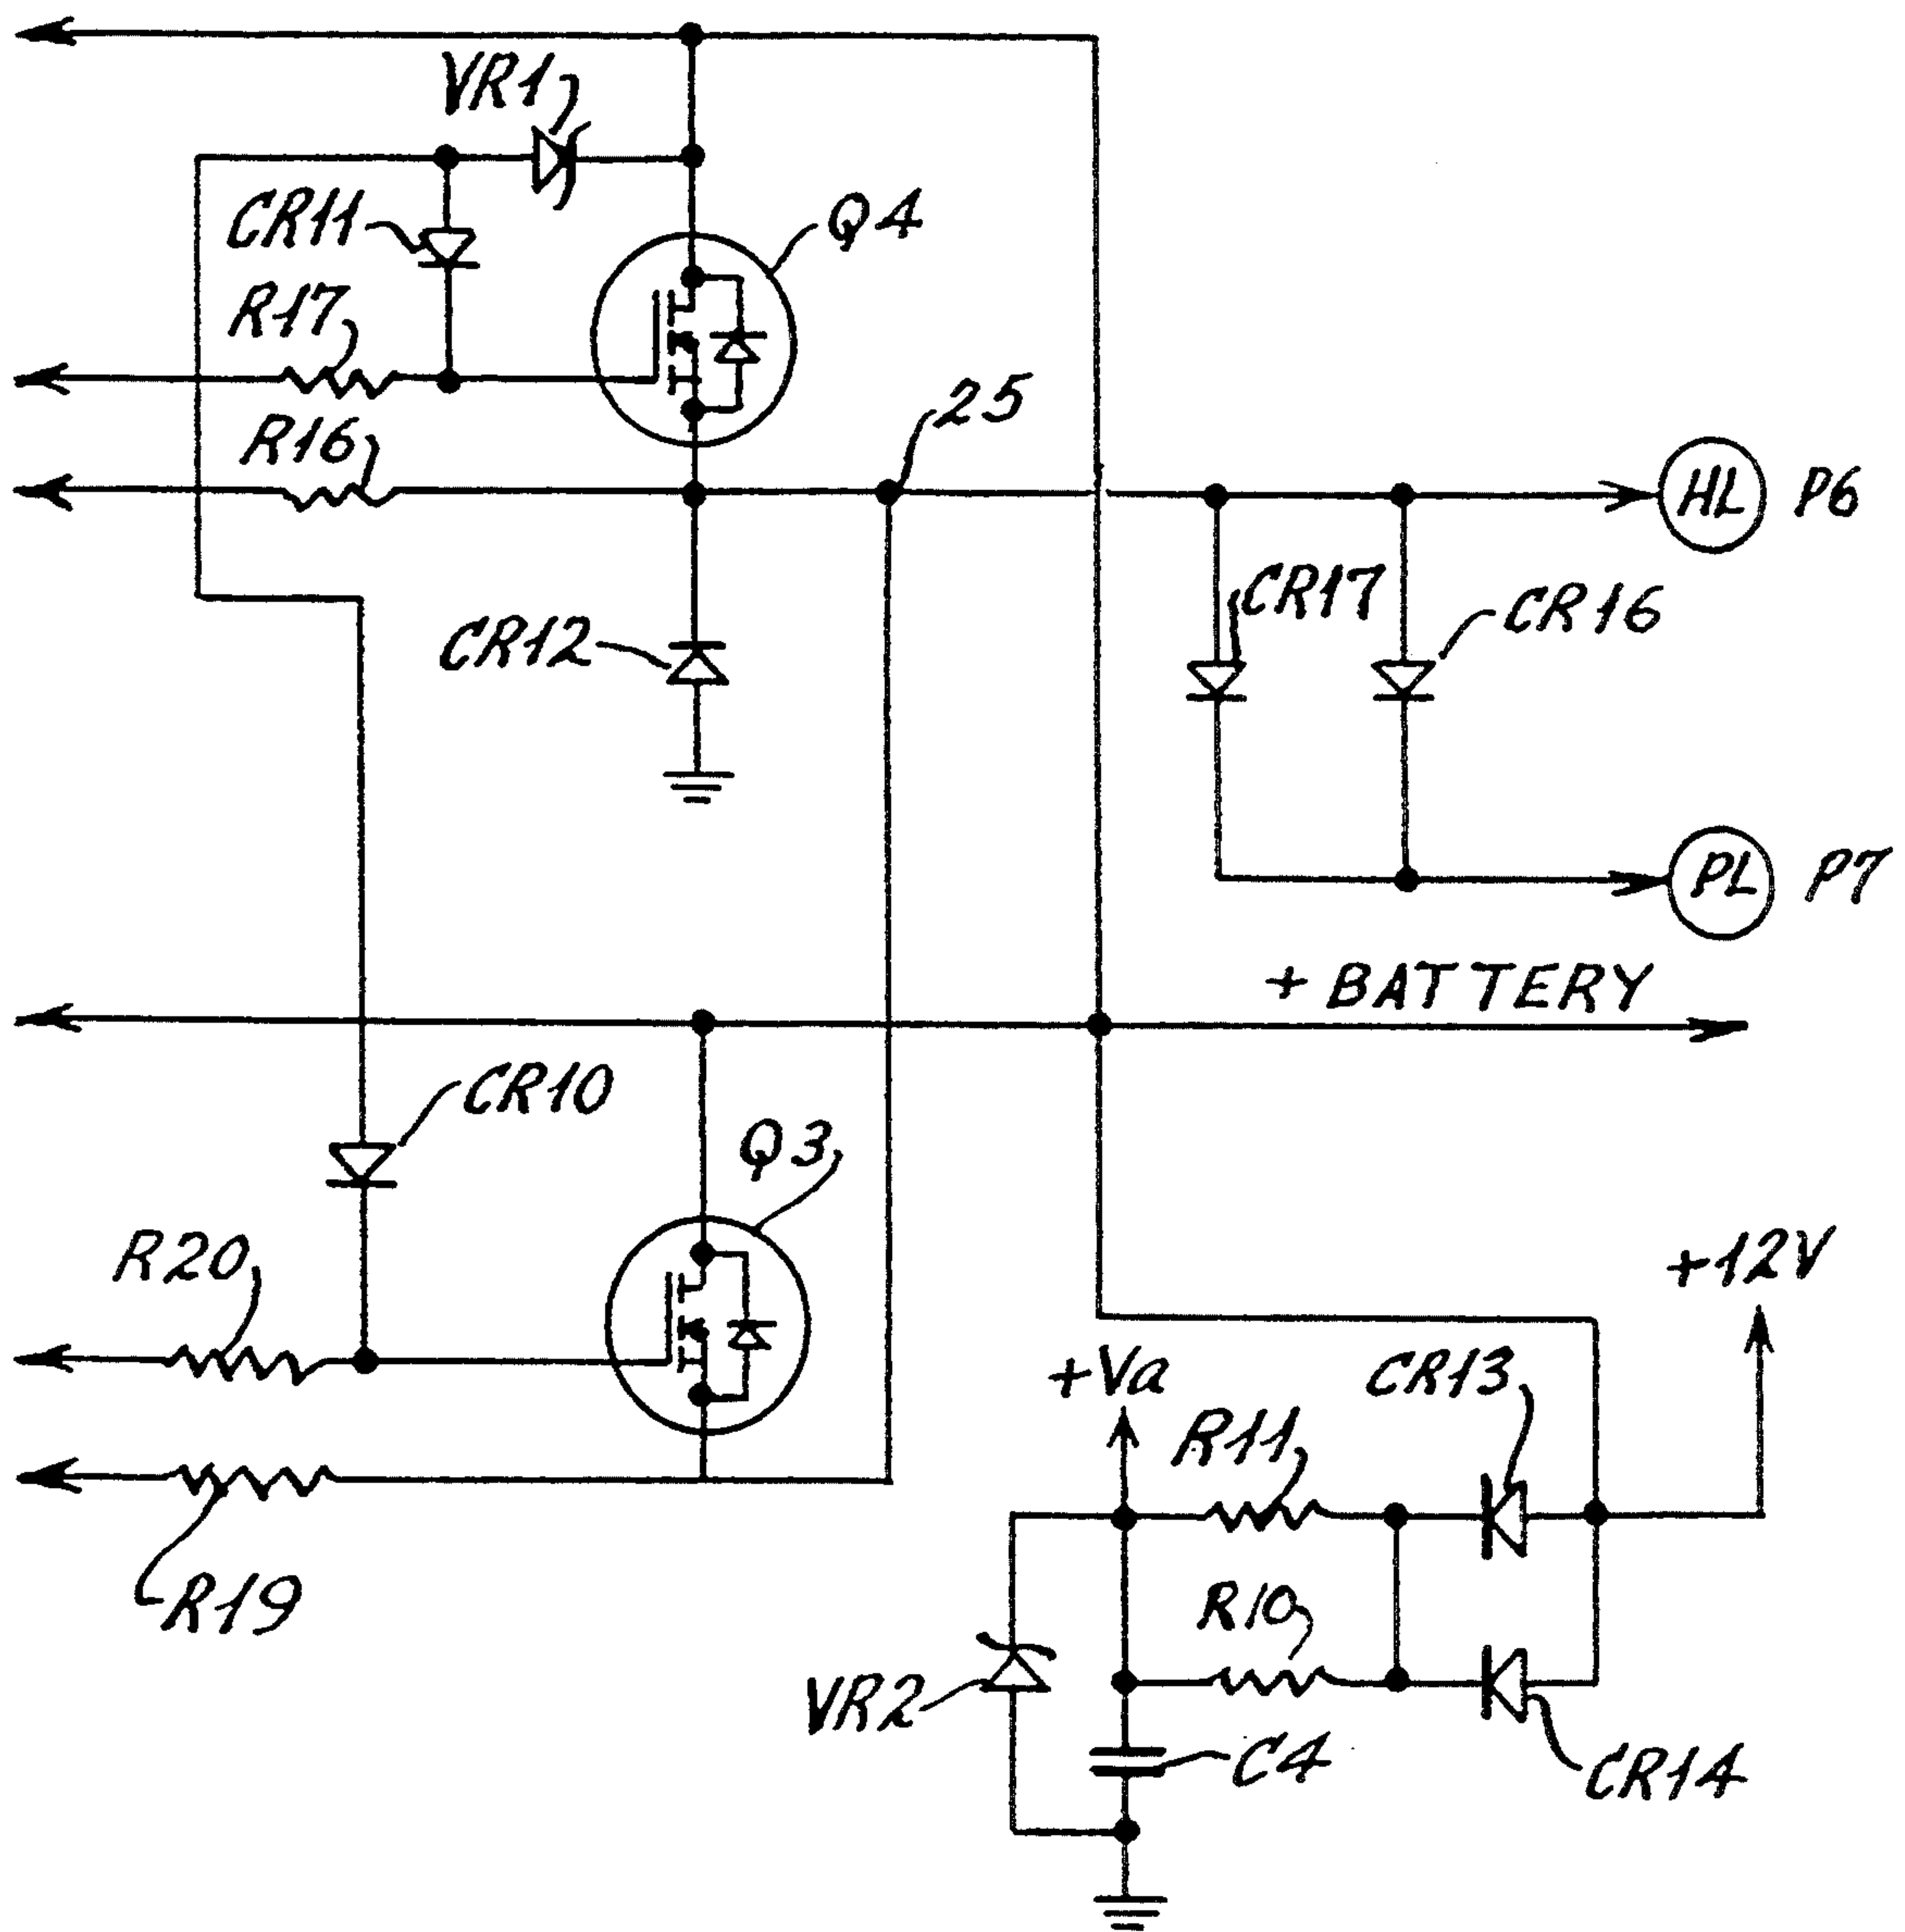 VR1
CR11
Q4
R17
25
R16
HL P6
CR17
CR16
CR12
PL P7
+ BATTERY
CR10
Q3
R20
+12V
+Va
CR13
R11
R19
R10
VR2
C4
CR14